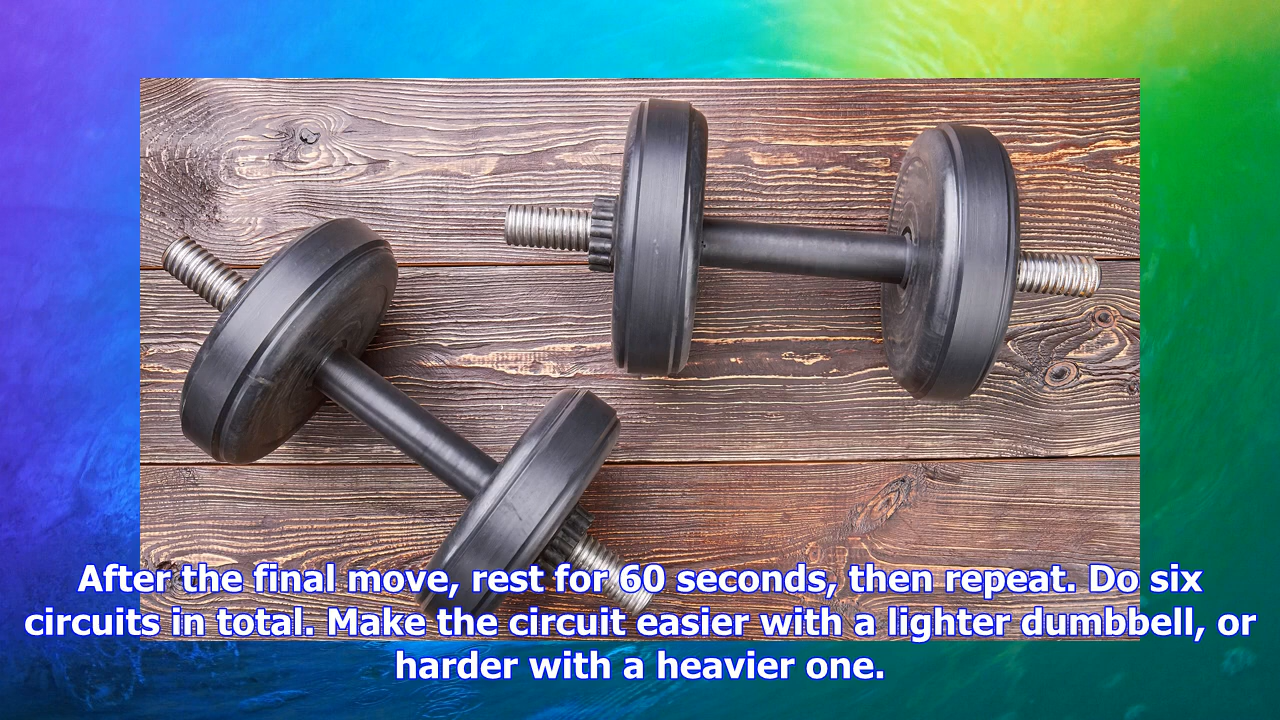 After the final move, rest for 60 seconds, then repeat. Do six
circuits in total. Make the circuit easier with a lighter dumbbell, or
harder with a heavier one.